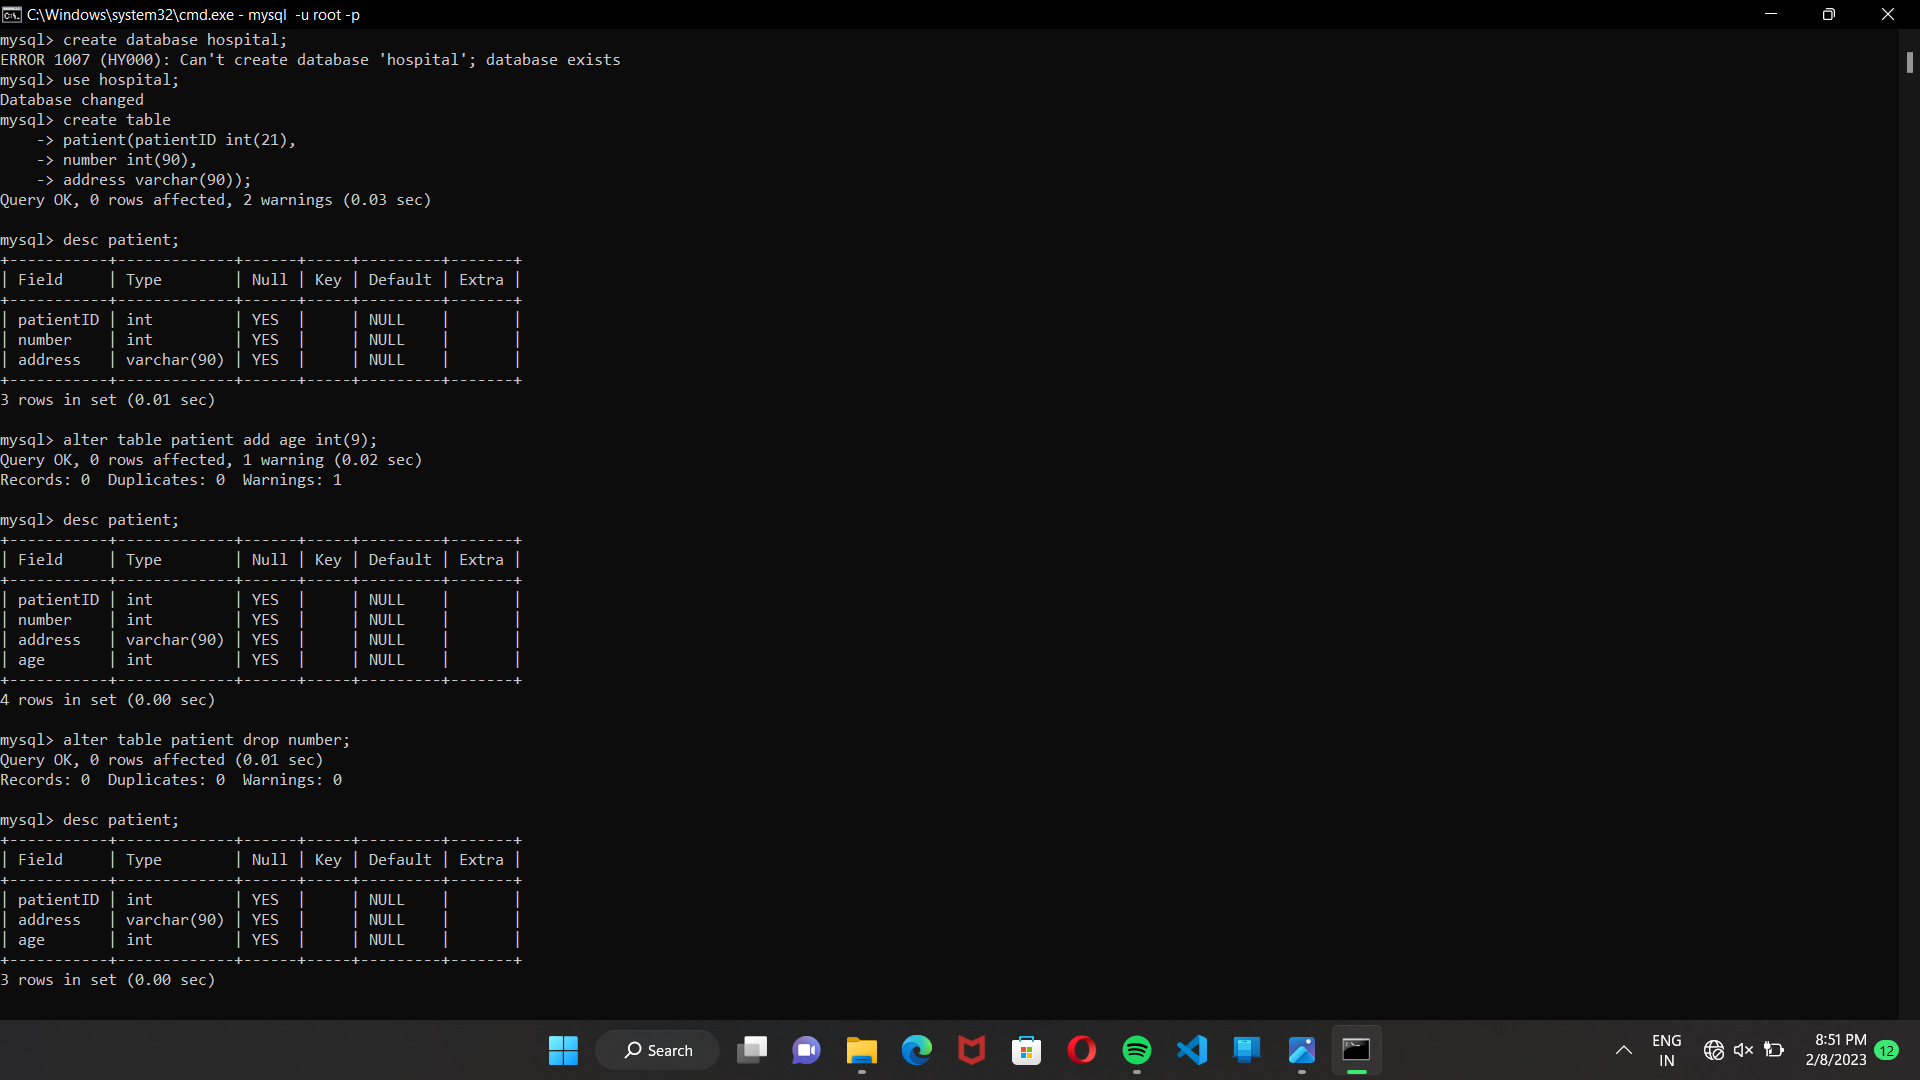 C:\Windows\system32\cmd.exe - mysql  -u root -p
mysql> create database hospital;
ERROR 1007 (HY000): Can't create database 'hospital'; database exists
mysql> use hospital;
Database changed
mysql> create table
    -> patient(patientID int(21),
    -> number int(90),
    -> address varchar(90));
Query OK, 0 rows affected, 2 warnings (0.03 sec)
mysql> desc patient;
+-----------+-------------+------+-----+---------+-------+
| Field     | Type        | Null | Key | Default | Extra |
+-----------+-------------+------+-----+---------+-------+
| patientID | int         | YES  |     | NULL    |       |
| number    | int         | YES  |     | NULL    |       |
| address   | varchar(90) | YES  |     | NULL    |       |
+-----------+-------------+------+-----+---------+-------+
3 rows in set (0.01 sec)
mysql> alter table patient add age int(9);
Query OK, 0 rows affected, 1 warning (0.02 sec)
Records: 0  Duplicates: 0  Warnings: 1
mysql> desc patient;
+-----------+-------------+------+-----+---------+-------+
| Field     | Type        | Null | Key | Default | Extra |
+-----------+-------------+------+-----+---------+-------+
| patientID | int         | YES  |     | NULL    |       |
| number    | int         | YES  |     | NULL    |       |
| address   | varchar(90) | YES  |     | NULL    |       |
| age       | int         | YES  |     | NULL    |       |
+-----------+-------------+------+-----+---------+-------+
4 rows in set (0.00 sec)
mysql> alter table patient drop number;
Query OK, 0 rows affected (0.01 sec)
Records: 0  Duplicates: 0  Warnings: 0
mysql> desc patient;
+-----------+-------------+------+-----+---------+-------+
| Field     | Type        | Null | Key | Default | Extra |
+-----------+-------------+------+-----+---------+-------+
| patientID | int         | YES  |     | NULL    |       |
| address   | varchar(90) | YES  |     | NULL    |       |
| age       | int         | YES  |     | NULL    |       |
+-----------+-------------+------+-----+---------+-------+
3 rows in set (0.00 sec)
Search
ENG
IN
8:51 PM
2/8/2023
12